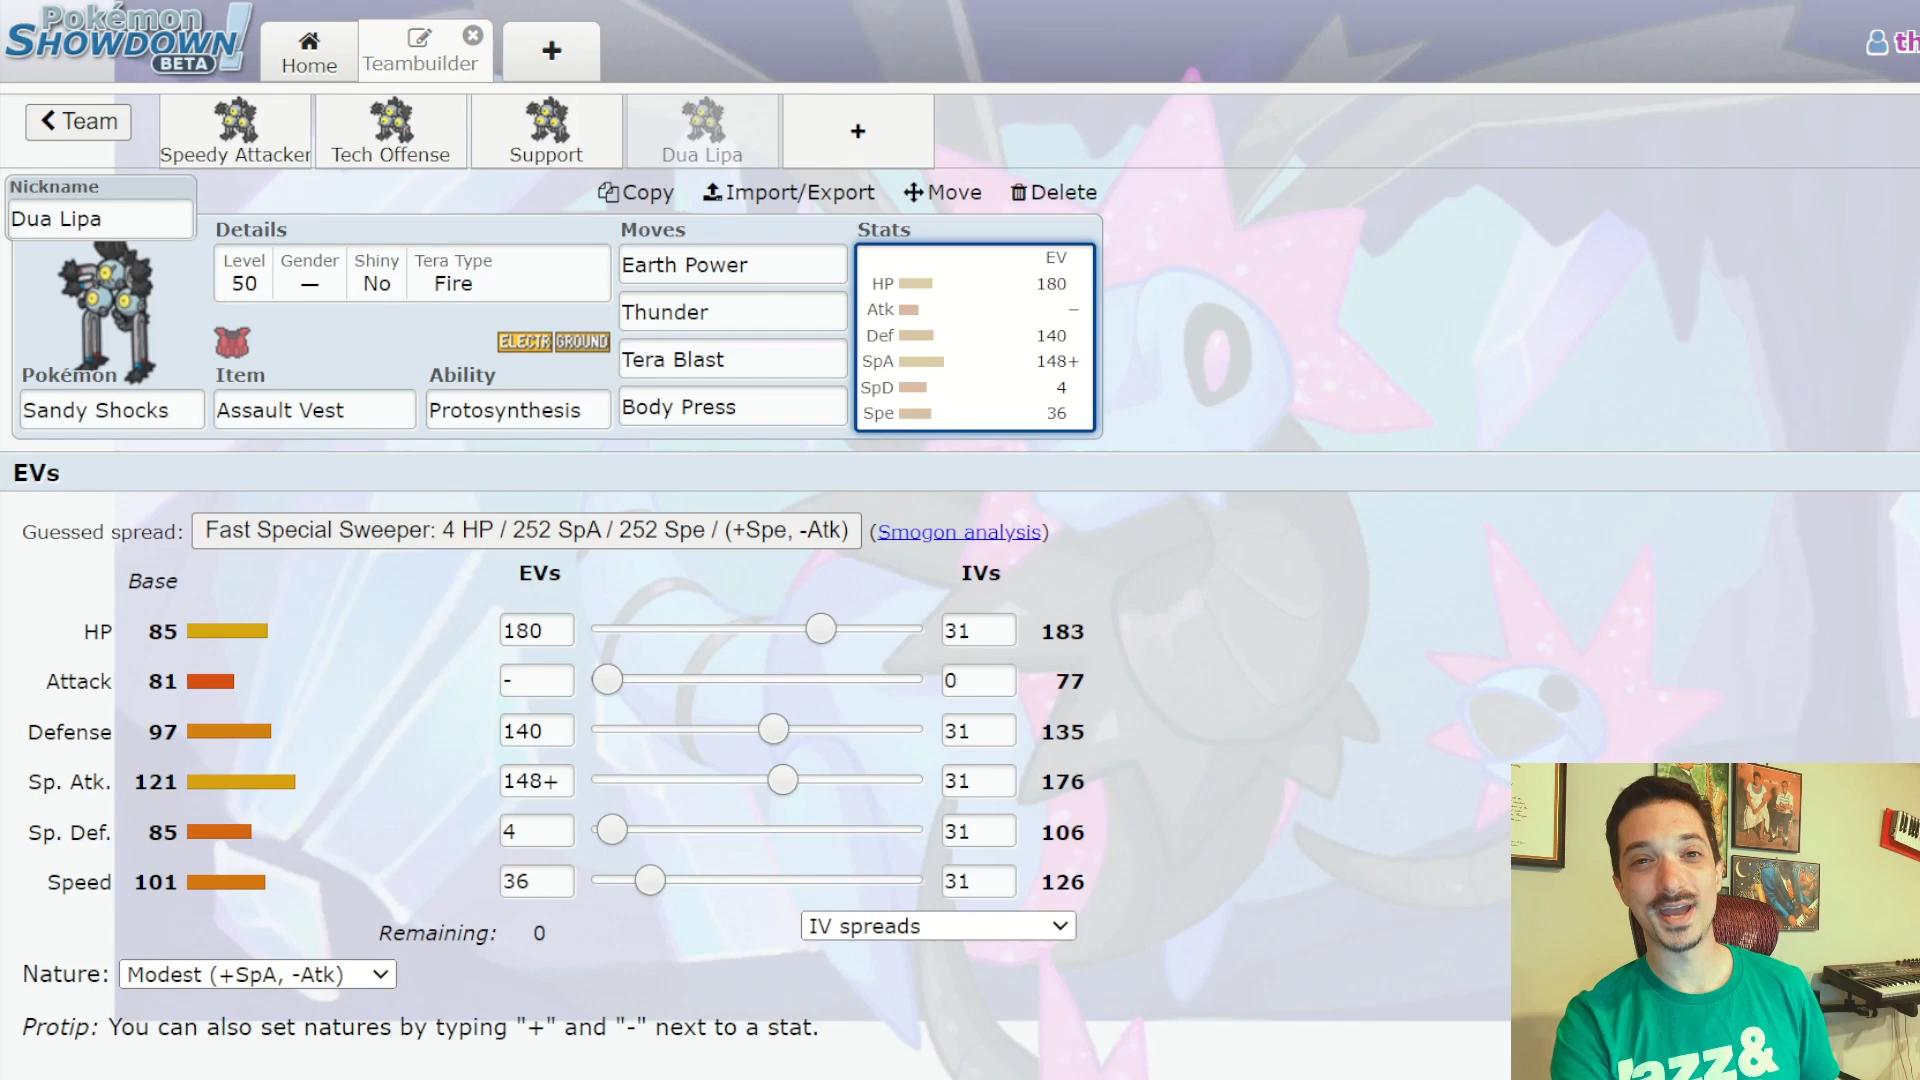 Pokémon
SHOWDOWN!
BETA
Home
Teambuilder
+
th
Team
Speedy Attacker
Tech Offense
Support
Dua Lipa
+
Nickname
Dua Lipa
Copy
Import/Export
Move
Delete
Details
Level
50
Gender
—
Shiny
No
Tera Type
Fire
ELECTR GROUND
Pokémon
Sandy Shocks
Item
Assault Vest
Ability
Protosynthesis
Moves
Earth Power
Thunder
Tera Blast
Body Press
Stats
EV
HP 180
Atk –
Def 140
SpA 148+
SpD 4
Spe 36
EVs
Guessed spread: Fast Special Sweeper: 4 HP / 252 SpA / 252 Spe / (+Spe, -Atk) (Smogon analysis)
Base EVs IVs
HP 85 180 31 183
Attack 81 - 0 77
Defense 97 140 31 135
Sp. Atk. 121 148+ 31 176
Sp. Def. 85 4 31 106
Speed 101 36 31 126
Remaining: 0
IV spreads
Nature: Modest (+SpA, -Atk)
Protip: You can also set natures by typing "+" and "-" next to a stat.
Jazz&